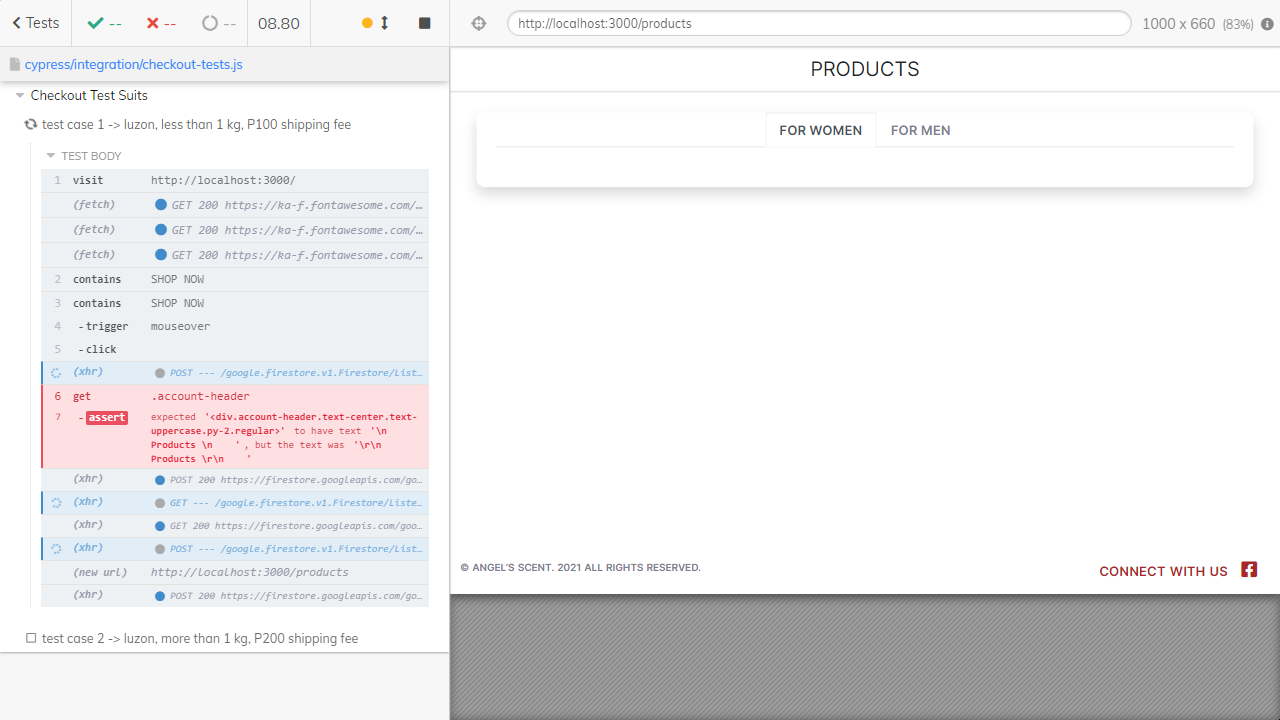 Tests -- -- -- 08.80
http://localhost:3000/products 1000 x 660 (83%)
cypress/integration/checkout-tests.js
Checkout Test Suits
test case 1 -> luzon, less than 1 kg, P100 shipping fee
TEST BODY
1 visit http://localhost:3000/
(fetch) GET 200 https://ka-f.fontawesome.com/…
(fetch) GET 200 https://ka-f.fontawesome.com/…
(fetch) GET 200 https://ka-f.fontawesome.com/…
2 contains SHOP NOW
3 contains SHOP NOW
4 -trigger mouseover
5 -click
(xhr) POST --- /google.firestore.v1.Firestore/List…
6 get .account-header
7 -assert expected '<div.account-header.text-center.text-
uppercase.py-2.regular>' to have text '\n
Products \n ', but the text was '\r\n
Products \r\n '
(xhr) POST 200 https://firestore.googleapis.com/go…
(xhr) GET --- /google.firestore.v1.Firestore/Liste…
(xhr) GET 200 https://firestore.googleapis.com/goo…
(xhr) POST --- /google.firestore.v1.Firestore/List…
(new url) http://localhost:3000/products
(xhr) POST 200 https://firestore.googleapis.com/go…
test case 2 -> luzon, more than 1 kg, P200 shipping fee
PRODUCTS
FOR WOMEN FOR MEN
© ANGEL'S SCENT. 2021 ALL RIGHTS RESERVED.
CONNECT WITH US